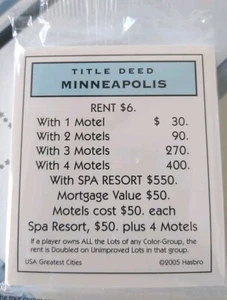 TITLE DEED
MINNEAPOLIS
RENT $6.
With 1 Motel $ 30.
With 2 Motels 90.
With 3 Motels 270.
With 4 Motels 400.
With SPA RESORT $550.
Mortgage Value $50.
Motels cost $50. each
Spa Resort, $50. plus 4 Motels
If a player owns ALL the Lots of any Color-Group, the
rent is Doubled on Unimproved Lots in that group.
USA Greatest Cities ©2005 Hasbro